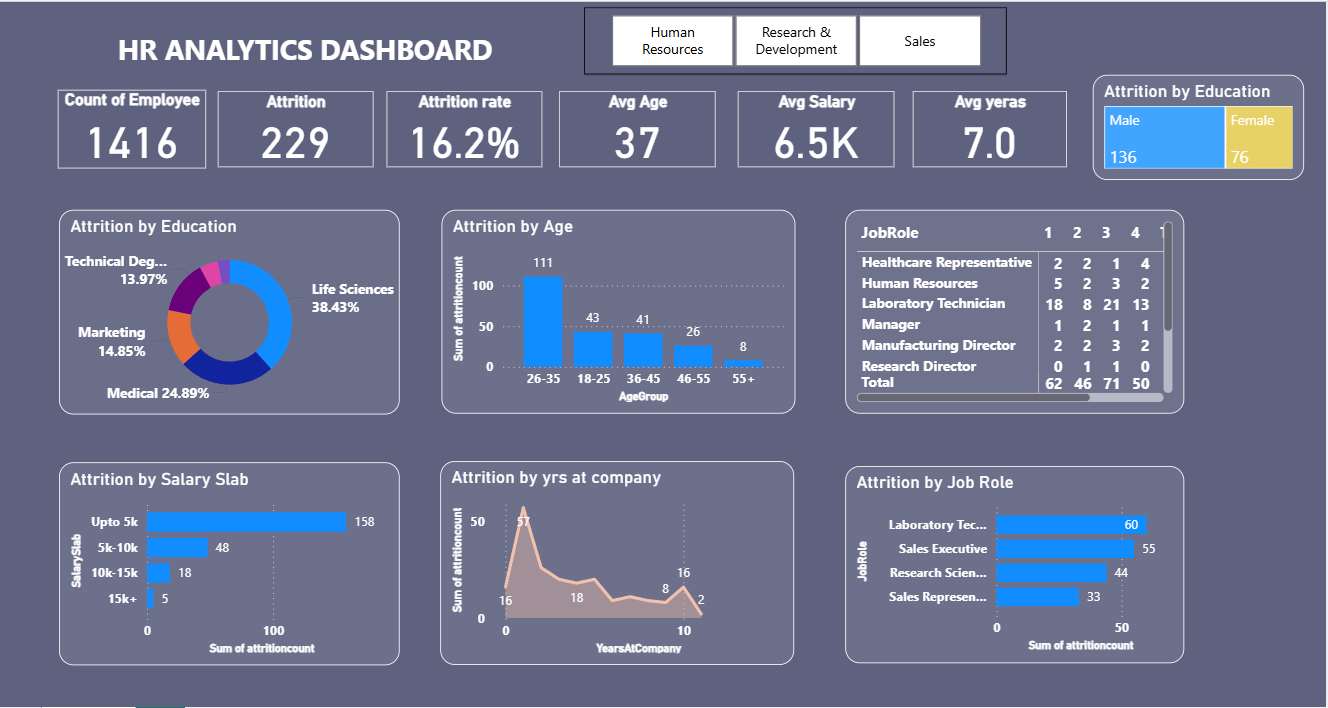 HR ANALYTICS DASHBOARD
Human
Resources
Research &
Development
Sales
Count of Employee
1416
Attrition
229
Attrition rate
16.2%
Avg Age
37
Avg Salary
6.5K
Avg yeras
7.0
Attrition by Education
Male
136
Female
76
Attrition by Education
Technical Deg...
13.97%
Life Sciences
38.43%
Marketing
14.85%
Medical 24.89%
Attrition by Age
Sum of attritioncount
100
50
0
111
43
41
26
8
26-35 18-25 36-45 46-55 55+
AgeGroup
JobRole 1 2 3 4
Healthcare Representative 2 2 1 4
Human Resources 5 2 3 2
Laboratory Technician 18 8 21 13
Manager 1 2 1 1
Manufacturing Director 2 2 3 2
Research Director 0 1 1 0
Total 62 46 71 50
Attrition by Salary Slab
SalarySlab
Upto 5k 158
5k-10k 48
10k-15k 18
15k+ 5
0 100
Sum of attritioncount
Attrition by yrs at company
Sum of attritioncount
50
0
57
16
18
8
16
2
0 10
YearsAtCompany
Attrition by Job Role
JobRole
Laboratory Tec... 60
Sales Executive 55
Research Scien... 44
Sales Represen... 33
0 50
Sum of attritioncount